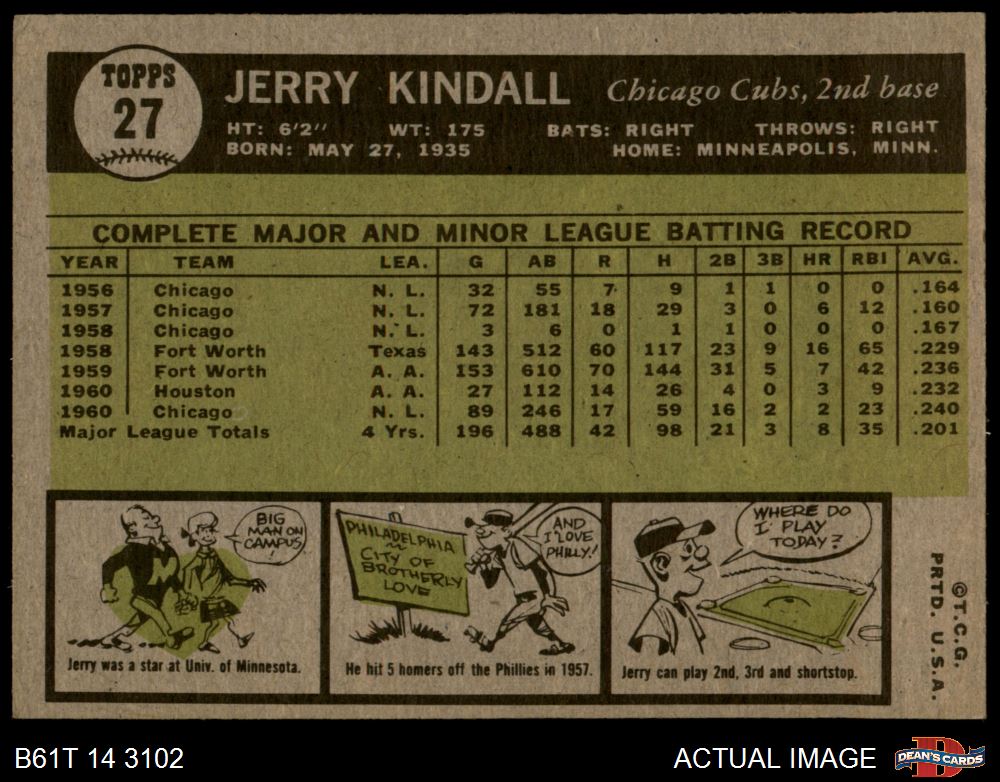 TOPPS
27
JERRY KINDALL Chicago Cubs, 2nd base
HT: 6'2" WT: 175 BATS: RIGHT THROWS: RIGHT
BORN: MAY 27, 1935 HOME: MINNEAPOLIS, MINN.
COMPLETE MAJOR AND MINOR LEAGUE BATTING RECORD
YEAR TEAM LEA. G AB R H 2B 3B HR RBI AVG.
1956 Chicago N. L. 32 55 7 9 1 1 0 0 .164
1957 Chicago N. L. 72 181 18 29 3 0 6 12 .160
1958 Chicago N. L. 3 6 0 1 1 0 0 0 .167
1958 Fort Worth Texas 143 512 60 117 23 9 16 65 .229
1959 Fort Worth A. A. 153 610 70 144 31 5 7 42 .236
1960 Houston A. A. 27 112 14 26 4 0 3 9 .232
1960 Chicago N. L. 89 246 17 59 16 2 2 23 .240
Major League Totals 4 Yrs. 196 488 42 98 21 3 8 35 .201
BIG
MAN ON
CAMPUS!
M
Jerry was a star at Univ. of Minnesota.
PHILADELPHIA
CITY OF
BROTHERLY
LOVE
AND
I LOVE
PHILLY!
He hit 5 homers off the Phillies in 1957.
WHERE DO
I PLAY
TODAY?
Jerry can play 2nd, 3rd and shortstop.
© T.C.G.
PRTD. U.S.A.
B61T 14 3102 ACTUAL IMAGE
D
DEAN'S CARDS